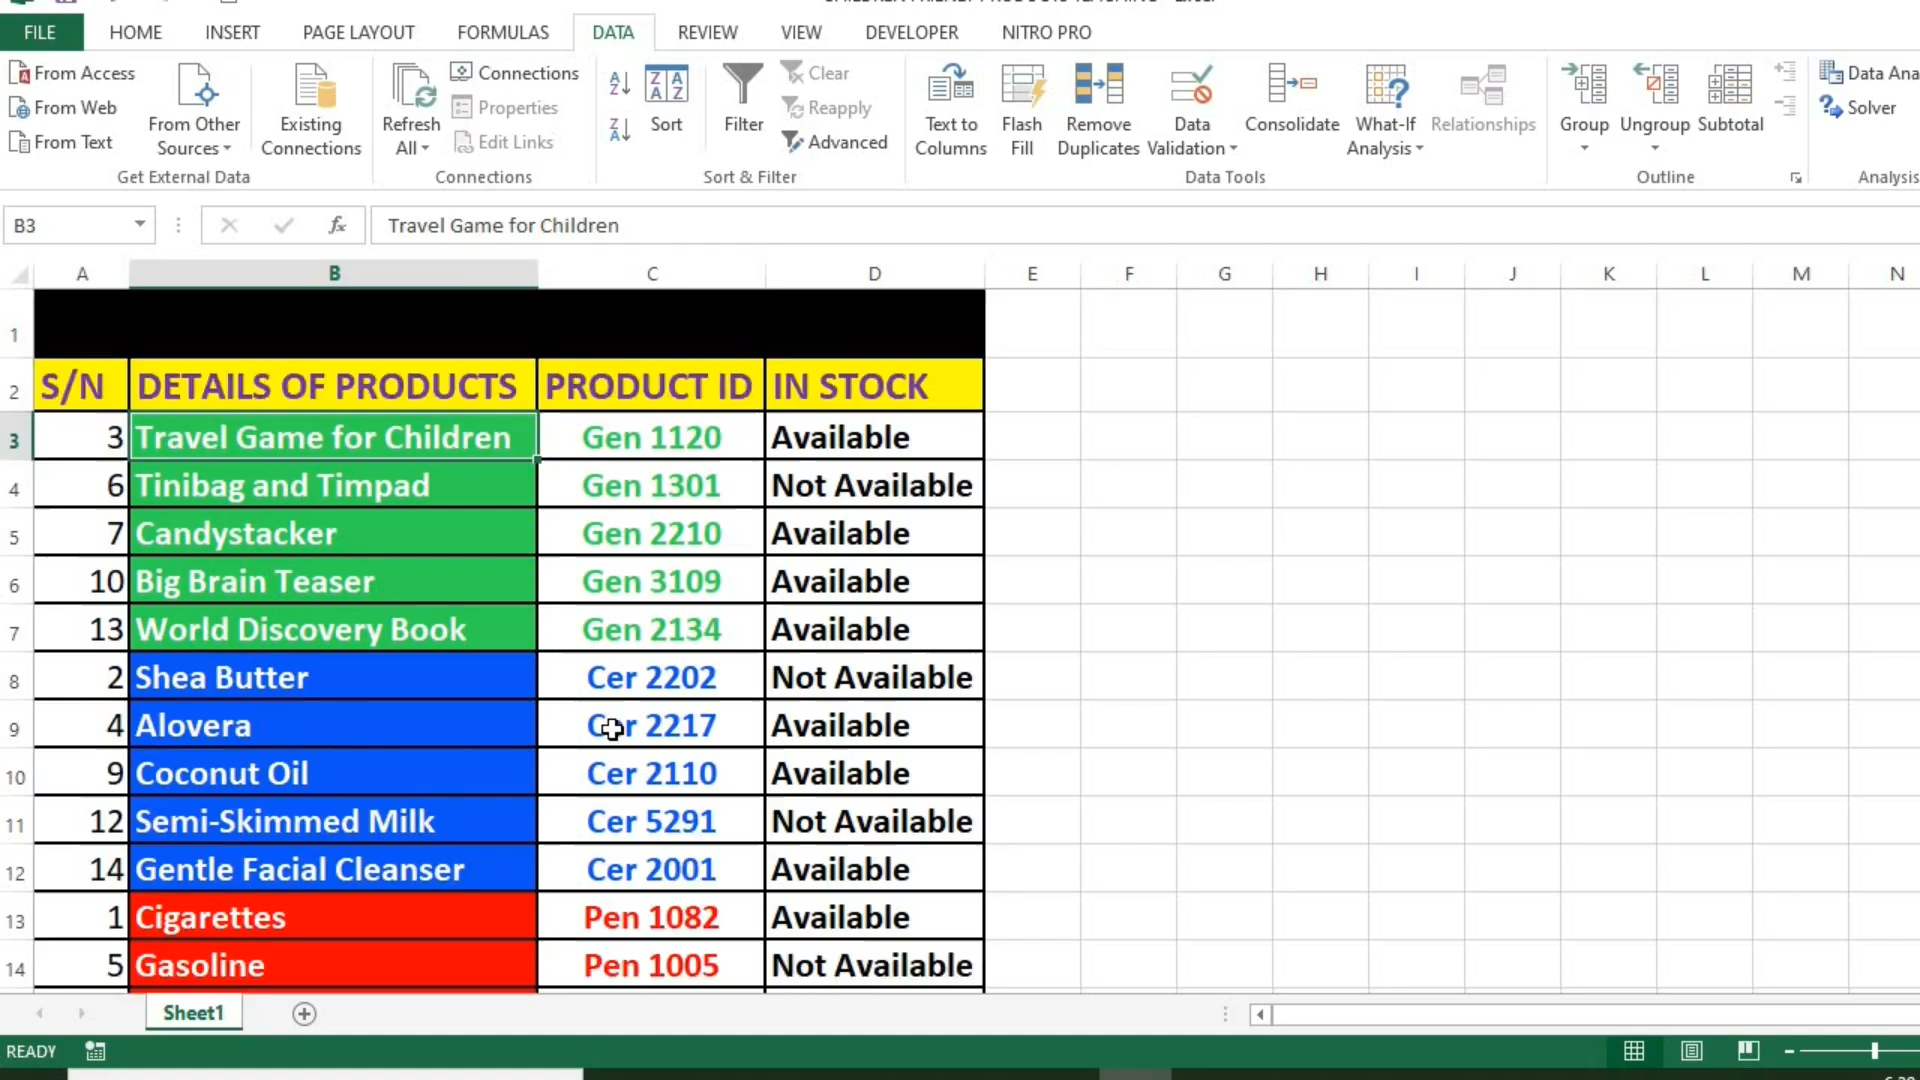 FILE HOME INSERT PAGE LAYOUT FORMULAS DATA REVIEW VIEW DEVELOPER NITRO PRO
From Access
From Web
From Text
From Other Sources
Existing Connections
Get External Data
Refresh All
Connections
Properties
Edit Links
Connections
Sort
Filter
Clear
Reapply
Advanced
Sort & Filter
Text to Columns
Flash Fill
Remove Duplicates
Data Validation
Consolidate
What-If Analysis
Relationships
Data Tools
Group
Ungroup
Subtotal
Outline
Data Ana
Solver
Analysis
B3 fx Travel Game for Children
A B C D E F G H I J K L M N
1
2 S/N DETAILS OF PRODUCTS PRODUCT ID IN STOCK
3 3 Travel Game for Children Gen 1120 Available
4 6 Tinibag and Timpad Gen 1301 Not Available
5 7 Candystacker Gen 2210 Available
6 10 Big Brain Teaser Gen 3109 Available
7 13 World Discovery Book Gen 2134 Available
8 2 Shea Butter Cer 2202 Not Available
9 4 Alovera Cer 2217 Available
10 9 Coconut Oil Cer 2110 Available
11 12 Semi-Skimmed Milk Cer 5291 Not Available
12 14 Gentle Facial Cleanser Cer 2001 Available
13 1 Cigarettes Pen 1082 Available
14 5 Gasoline Pen 1005 Not Available
Sheet1
READY